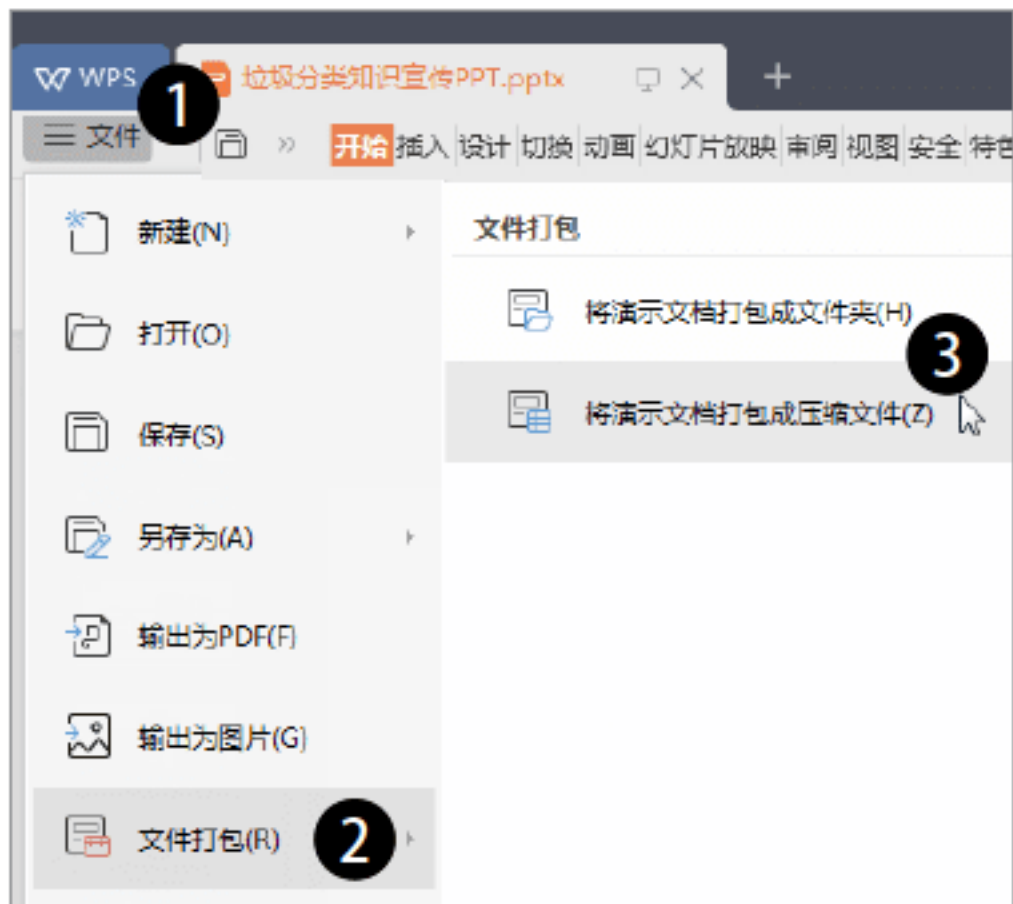 WPS
垃圾分类知识宣传PPT.pptx
1
文件
开始 插入 设计 切换 动画 幻灯片放映 审阅 视图 安全 特色
新建(N)
文件打包
将演示文档打包成文件夹(H)
打开(O)
3
将演示文档打包成压缩文件(Z)
保存(S)
另存为(A)
输出为PDF(F)
输出为图片(G)
文件打包(R)
2